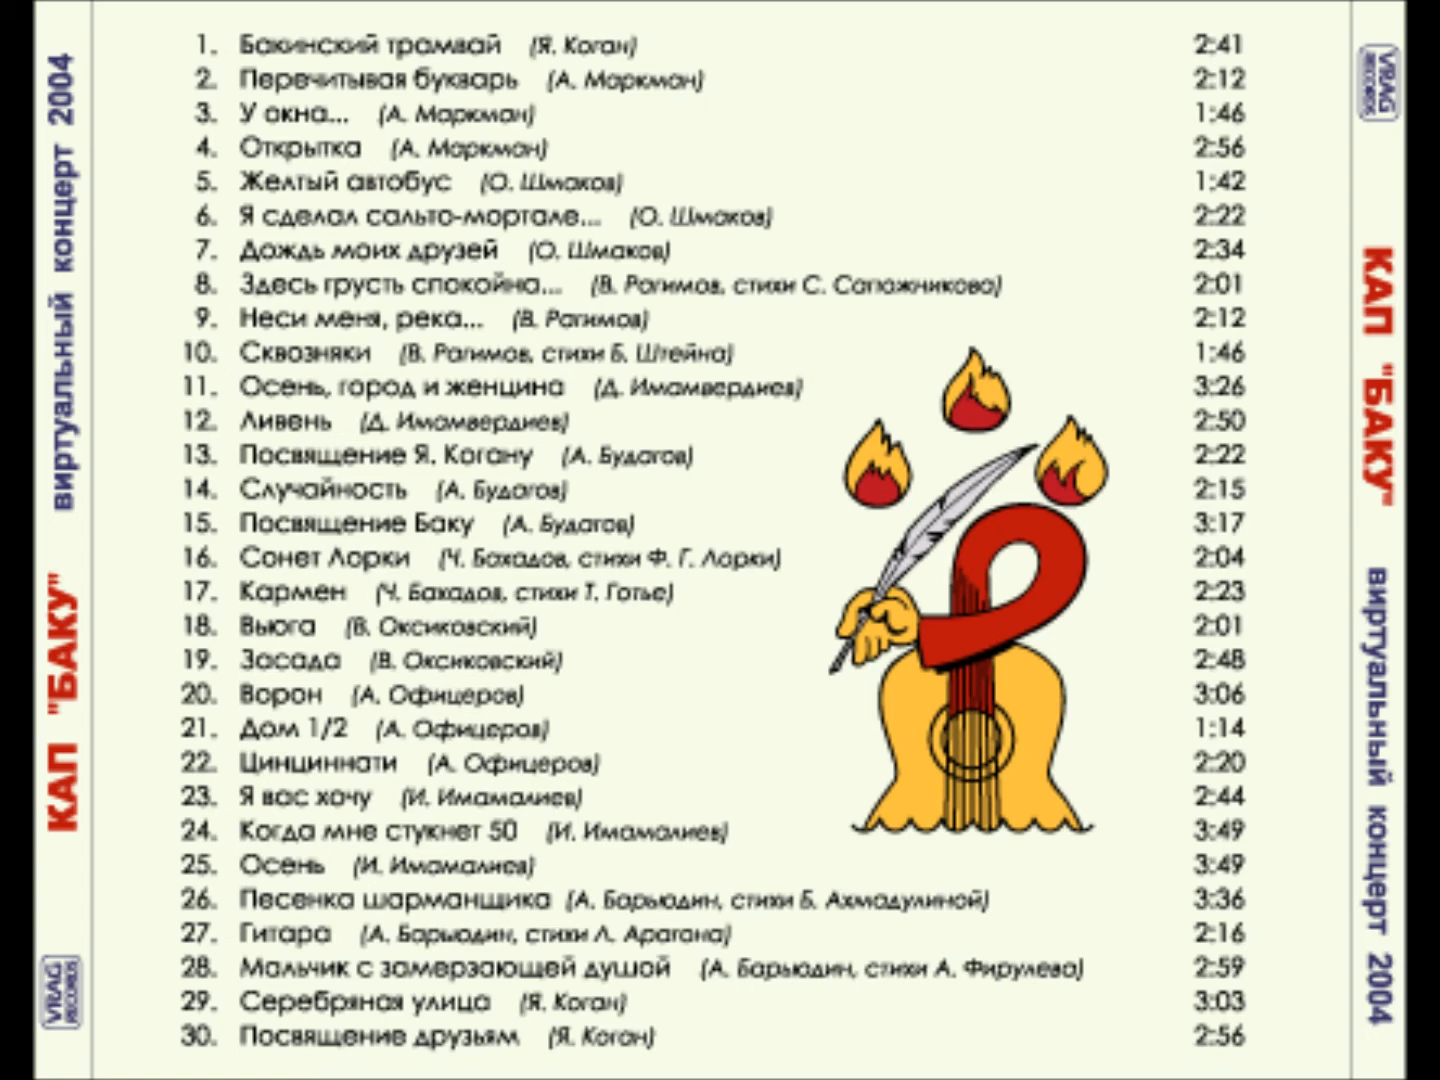 1. Бакинский трамвай (Я. Коган) 2:41
2. Перечитывая букварь (А. Маркман) 2:12
3. У окна... (А. Маркман) 1:46
4. Открытка (А. Маркман) 2:56
5. Желтый автобус (О. Шмаков) 1:42
6. Я сделал сальто-мортале... (О. Шмаков) 2:22
7. Дождь моих друзей (О. Шмаков) 2:34
8. Здесь грусть спокойна... (В. Рагимов, стихи С. Сапожникова) 2:01
9. Неси меня, река... (В. Рагимов) 2:12
10. Сквозняки (В. Рагимов, стихи Б. Штейна) 1:46
11. Осень, город и женщина (Д. Имамвердиев) 3:26
12. Ливень (Д. Имамвердиев) 2:50
13. Посвящение Я. Когану (А. Будагов) 2:22
14. Случайность (А. Будагов) 2:15
15. Посвящение Баку (А. Будагов) 3:17
16. Сонет Лорки (Ч. Бахадов, стихи Ф. Г. Лорки) 2:04
17. Кармен (Ч. Бахадов, стихи Т. Готье) 2:23
18. Вьюга (В. Оксиковский) 2:01
19. Засада (В. Оксиковский) 2:48
20. Ворон (А. Офицеров) 3:06
21. Дом 1/2 (А. Офицеров) 1:14
22. Цинциннати (А. Офицеров) 2:20
23. Я вас хочу (И. Имамалиев) 2:44
24. Когда мне стукнет 50 (И. Имамалиев) 3:49
25. Осень (И. Имамалиев) 3:49
26. Песенка шарманщика (А. Барьюдин, стихи Б. Ахмадулиной) 3:36
27. Гитара (А. Барьюдин, стихи Л. Арагона) 2:16
28. Мальчик с замерзающей душой (А. Барьюдин, стихи А. Фирулева) 2:59
29. Серебряная улица (Я. Коган) 3:03
30. Посвящение друзьям (Я. Коган) 2:56
VRAG RECORDS КАП "БАКУ" виртуальный концерт 2004
VRAG RECORDS КАП "БАКУ" виртуальный концерт 2004